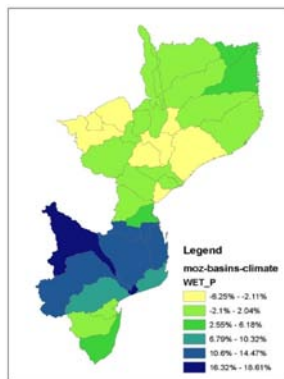 Legend
moz-basins-climate
WET_P
-6.25% - -2.11%
-2.1% - 2.04%
2.55% - 6.18%
6.79% - 10.32%
10.6% - 14.47%
16.32% - 18.61%